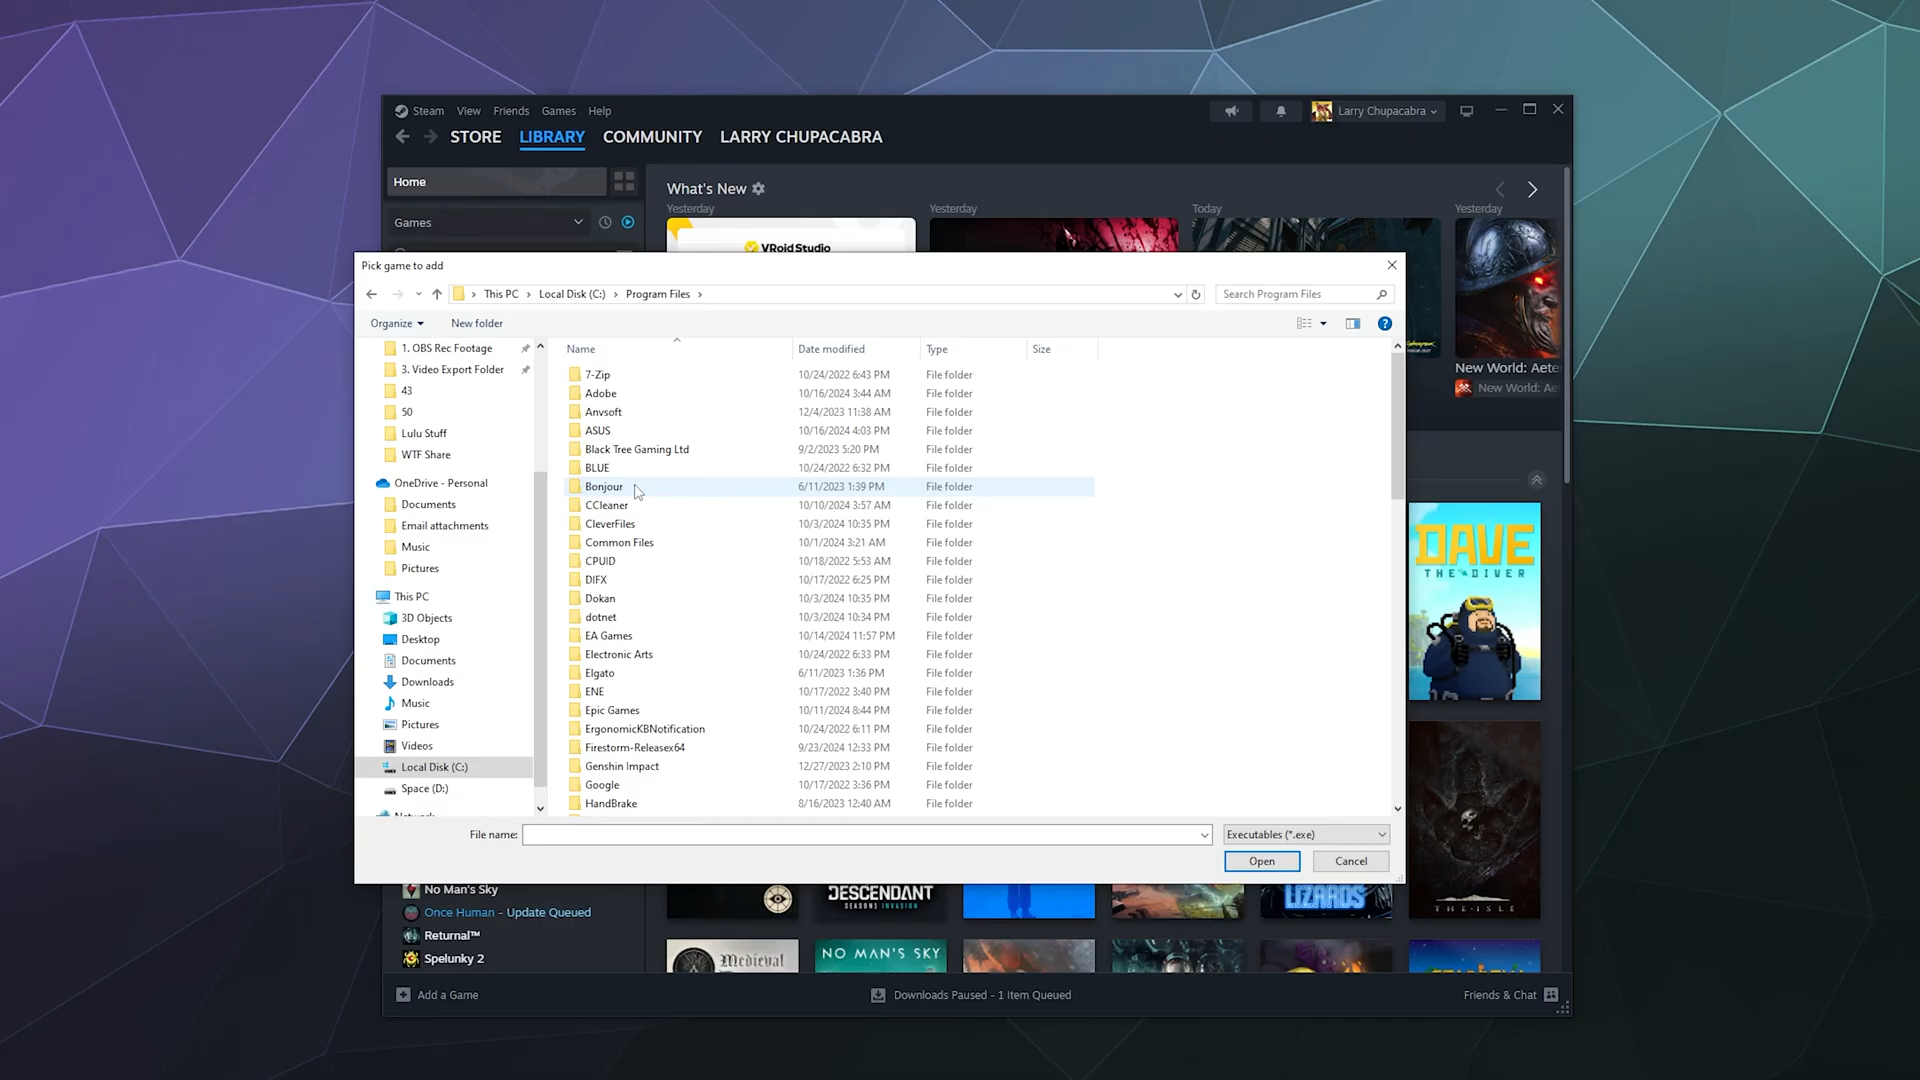 Steam View Friends Games Help
Larry Chupacabra
STORE LIBRARY COMMUNITY LARRY CHUPACABRA
Home
Games
What's New
Yesterday
Yesterday
Today
Yesterday
VRoid Studio
New World: Aete
New World: Ae
Pick game to add
This PC Local Disk (C:) Program Files
Search Program Files
Organize New folder
1. OBS Rec Footage
3. Video Export Folder
43
50
Lulu Stuff
WTF Share
OneDrive - Personal
Documents
Email attachments
Music
Pictures
This PC
3D Objects
Desktop
Documents
Downloads
Music
Pictures
Videos
Local Disk (C:)
Space (D:)
Network
Name Date modified Type Size
7-Zip 10/24/2022 6:43 PM File folder
Adobe 10/16/2024 3:44 AM File folder
Anvsoft 12/4/2023 11:38 AM File folder
ASUS 10/16/2024 4:03 PM File folder
Black Tree Gaming Ltd 9/2/2023 5:20 PM File folder
BLUE 10/24/2022 6:32 PM File folder
Bonjour 6/11/2023 1:39 PM File folder
CCleaner 10/10/2024 3:57 AM File folder
CleverFiles 10/3/2024 10:35 PM File folder
Common Files 10/1/2024 3:21 AM File folder
CPUID 10/18/2022 5:53 AM File folder
DIFX 10/17/2022 6:25 PM File folder
Dokan 10/3/2024 10:35 PM File folder
dotnet 10/3/2024 10:34 PM File folder
EA Games 10/14/2024 11:57 PM File folder
Electronic Arts 10/24/2022 6:33 PM File folder
Elgato 6/11/2023 1:36 PM File folder
ENE 10/17/2022 3:40 PM File folder
Epic Games 10/11/2024 8:44 PM File folder
ErgonomicKBNotification 10/24/2022 6:11 PM File folder
Firestorm-Releasex64 9/23/2024 12:33 PM File folder
Genshin Impact 12/27/2023 2:10 PM File folder
Google 10/17/2022 3:36 PM File folder
HandBrake 8/16/2023 12:40 AM File folder
File name: Executables (*.exe)
Open Cancel
DAVE
THE DIVER
THE ISLE
No Man's Sky
Once Human - Update Queued
Returnal™
Spelunky 2
DESCENDANT
LIZARDS
Medieval
NO MAN'S SKY
Add a Game
Downloads Paused - 1 Item Queued
Friends & Chat